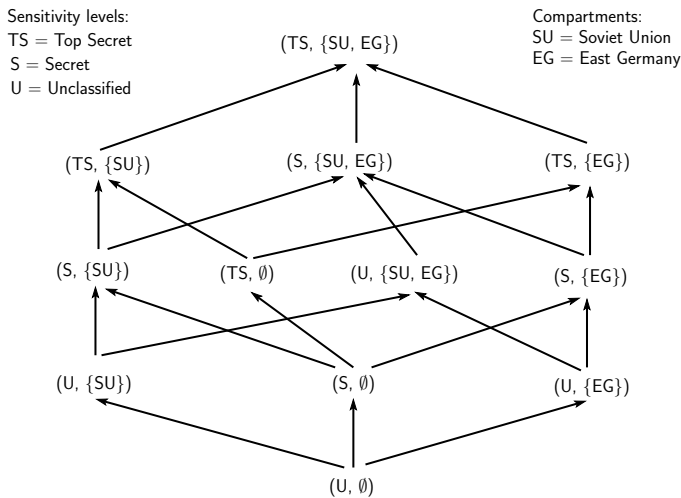 Sensitivity levels:
TS = Top Secret
S = Secret
U = Unclassified
Compartments:
SU = Soviet Union
EG = East Germany
(TS, {SU, EG})
(TS, {SU})
(S, {SU, EG})
(TS, {EG})
(S, {SU})
(TS, ∅)
(U, {SU, EG})
(S, {EG})
(U, {SU})
(S, ∅)
(U, {EG})
(U, ∅)